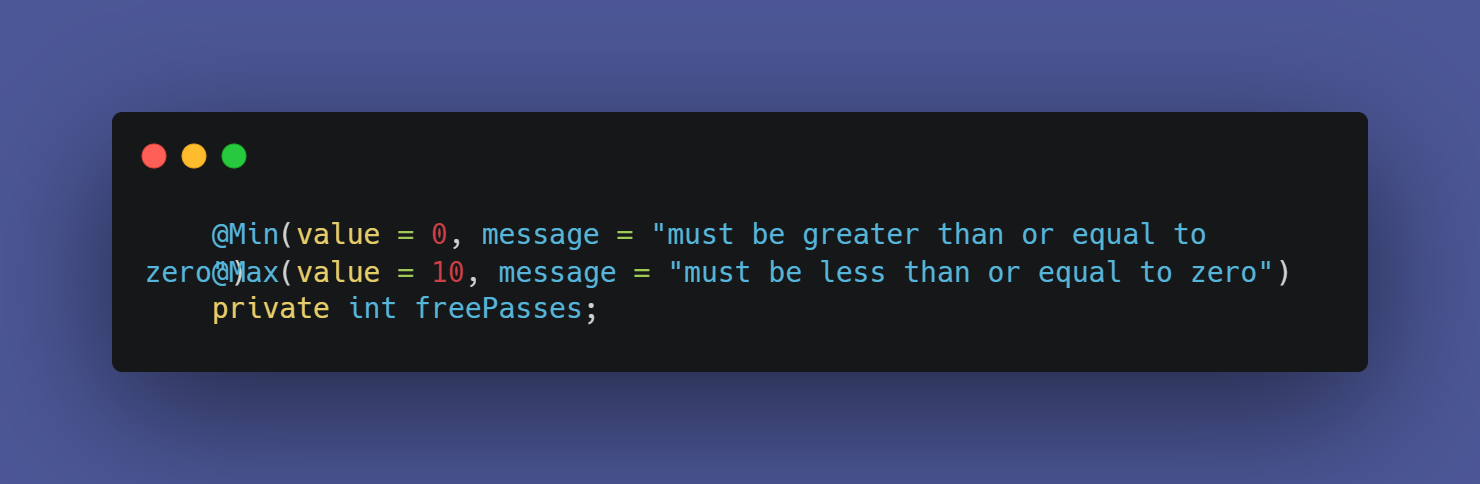 @Min(value = 0, message = "must be greater than or equal to
zero")
@Max(value = 10, message = "must be less than or equal to zero")
private int freePasses;